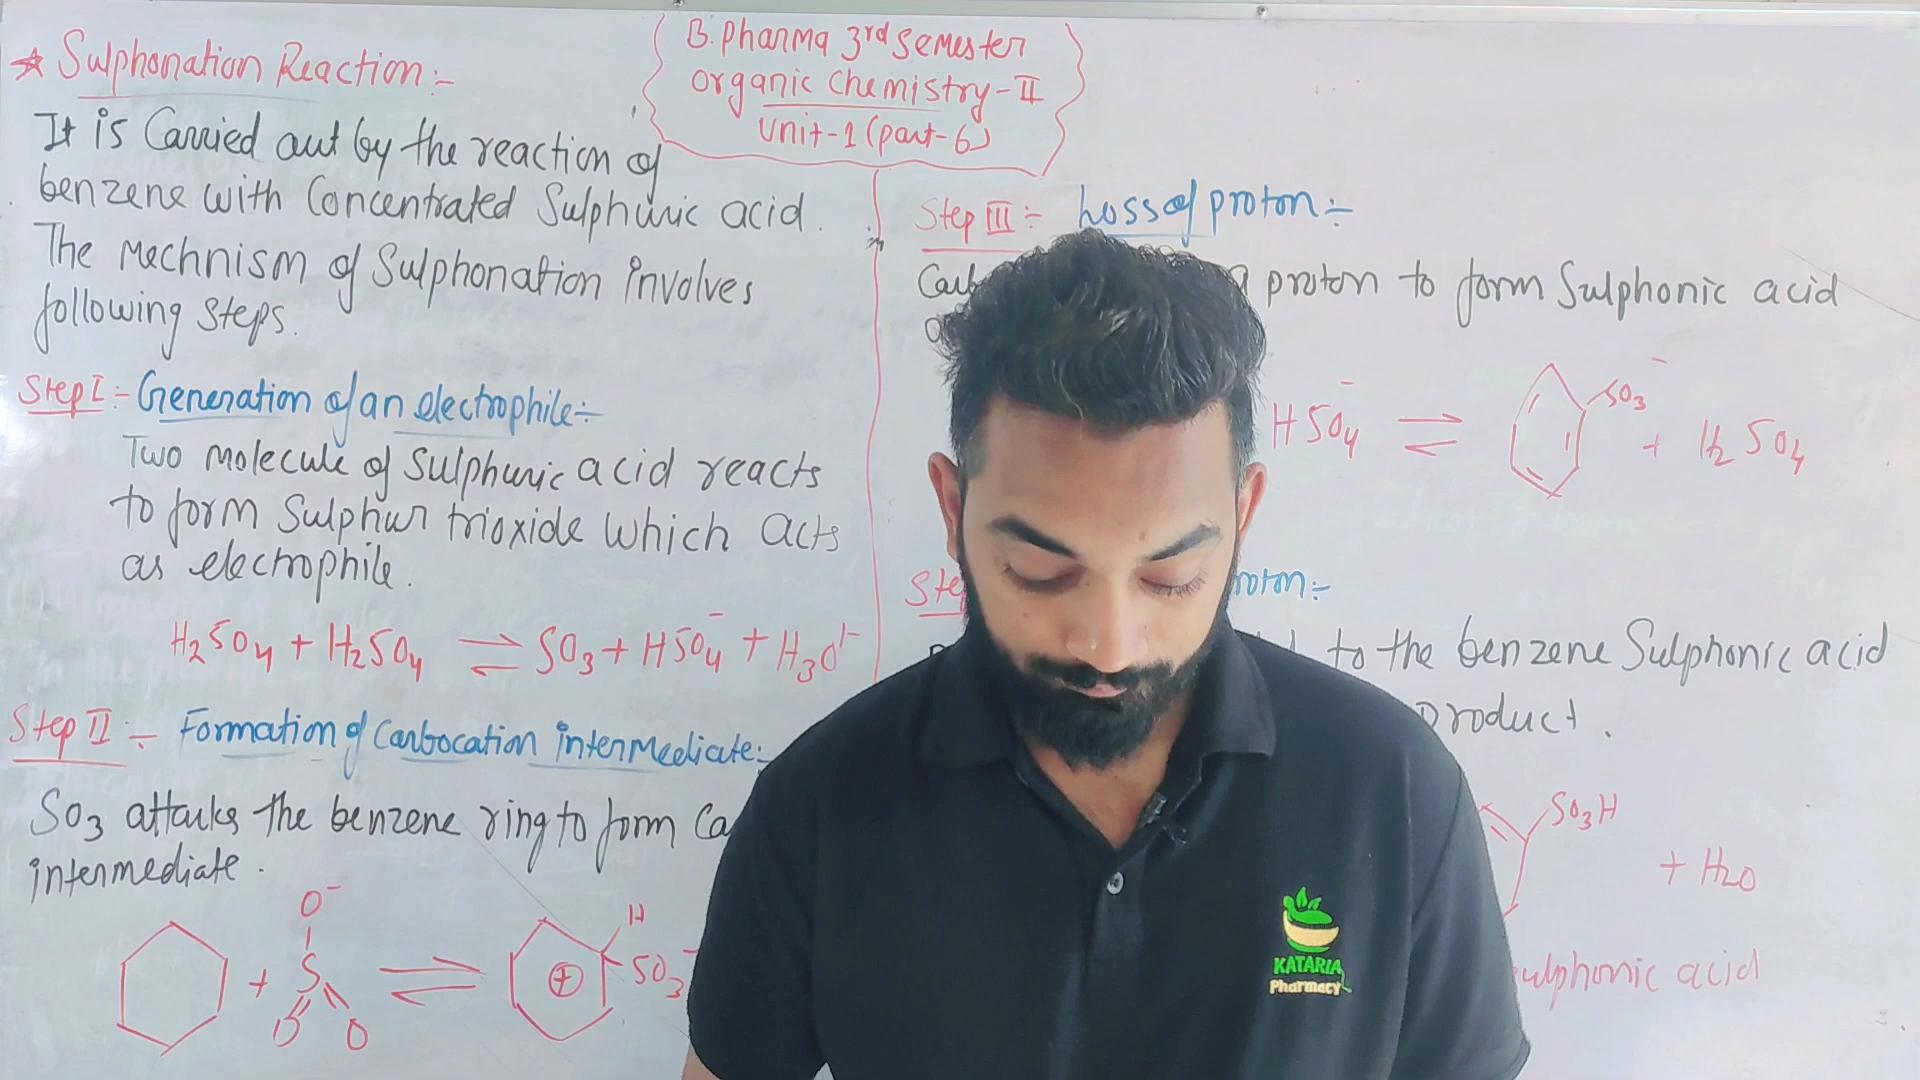 B. Pharma 3rd Semester
Organic Chemistry-II
Unit-1 (part-6)
Sulphonation Reaction:-
It is Carried out by the reaction of
benzene with Concentrated Sulphuric acid.
The Mechnism of Sulphonation involves
following Steps.
Step I:- Generation of an electrophile:-
Two molecule of Sulphuric acid reacts
to form Sulphur trioxide which acts
as electrophile.
H2SO4 + H2SO4 ⇌ SO3 + HSO4⁻ + H3O⁺
Step II:- Formation of Carbocation intermediate:-
SO3 attacks the benzene ring to form Ca
intermediate.
O⁻
+ S ⇌ ⊕ H SO3⁻
O O
Step III:- Loss of proton:-
proton to form Sulphonic acid
HSO4⁻ ⇌ SO3⁻ + H2SO4
Ste roton:-
to the benzene Sulphonic acid
product.
SO3H
+ H2O
ulphonic acid
KATARIA
Pharmacy